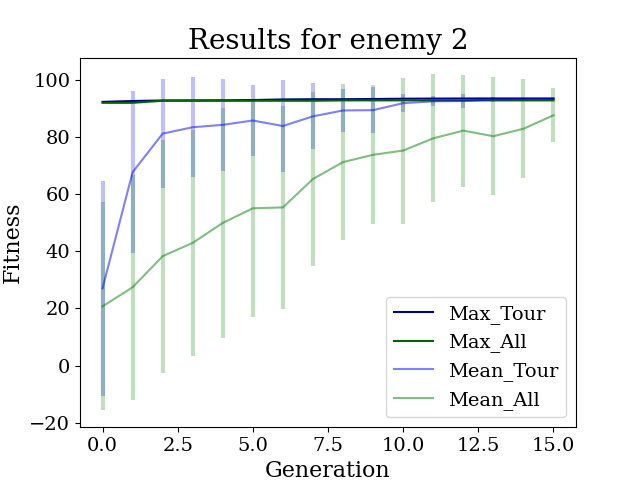 Results for enemy 2
Fitness
100
80
60
40
20
0
−20
0.0
2.5
5.0
7.5
10.0
12.5
15.0
Generation
Max_Tour
Max_All
Mean_Tour
Mean_All